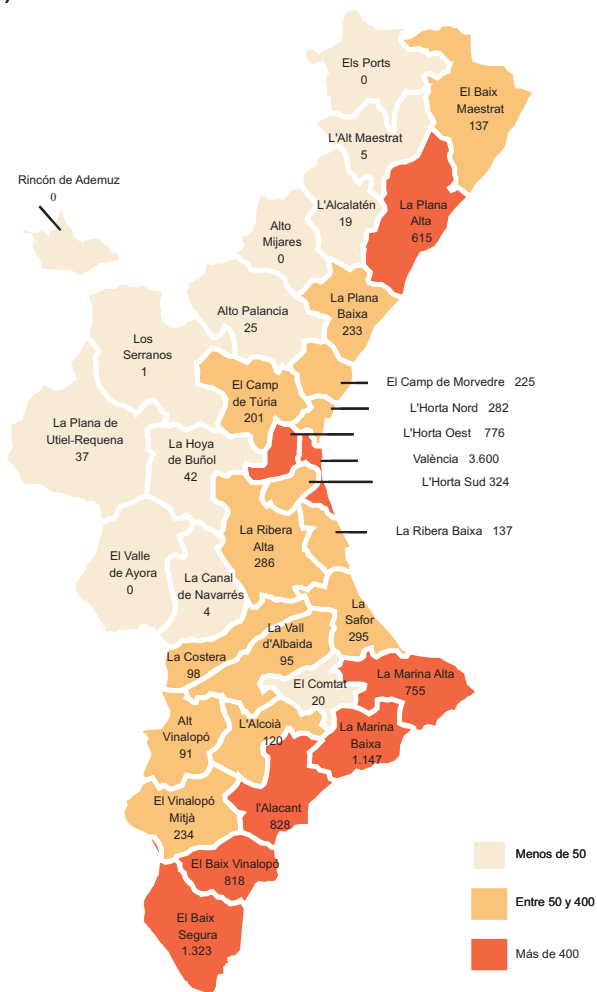 Els Ports
0
El Baix
Maestrat
137
L'Alt Maestrat
5
Rincón de Ademuz
0
L'Alcalatén
19
La Plana
Alta
615
Alto
Mijares
0
La Plana
Baixa
233
Alto Palancia
25
Los
Serranos
1
El Camp
de Túria
201
El Camp de Morvedre 225
L'Horta Nord 282
L'Horta Oest 776
València 3.600
L'Horta Sud 324
La Plana de
Utiel-Requena
37
La Hoya
de Buñol
42
La Ribera
Alta
286
La Ribera Baixa 137
El Valle
de Ayora
0
La Canal
de Navarrés
4
La
Safor
295
La Vall
d'Albaida
95
La Costera
98
El Comtat
20
La Marina Alta
755
Alt
Vinalopó
91
L'Alcoià
120
La Marina
Baixa
1.147
El Vinalopó
Mitjà
234
l'Alacant
828
El Baix Vinalopó
818
El Baix
Segura
1.323
Menos de 50
Entre 50 y 400
Más de 400